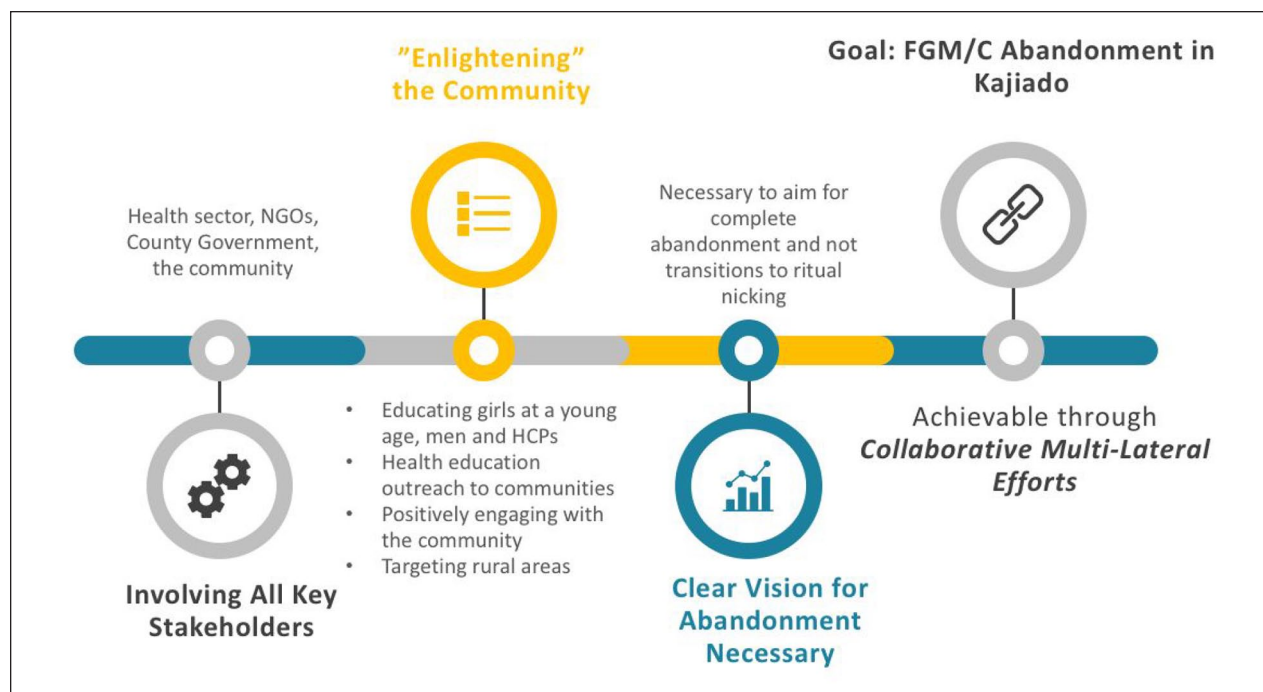 Health sector, NGOs,
County Government,
the community
Involving All Key
Stakeholders
”Enlightening”
the Community
• Educating girls at a young
age, men and HCPs
• Health education
outreach to communities
• Positively engaging with
the community
• Targeting rural areas
Necessary to aim for
complete
abandonment and not
transitions to ritual
nicking
Clear Vision for
Abandonment
Necessary
Goal: FGM/C Abandonment in
Kajiado
Achievable through
Collaborative Multi-Lateral
Efforts